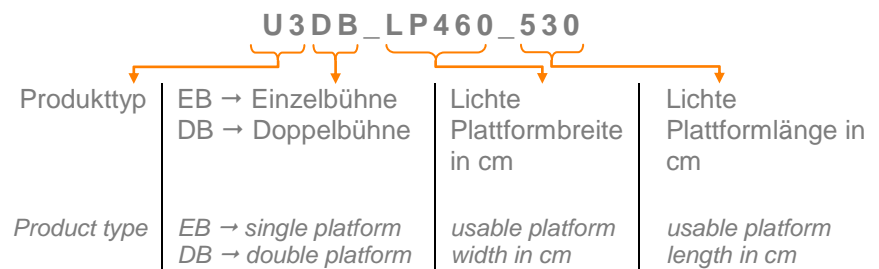 U3DB_LP460_530
Produkttyp
EB → Einzelbühne
DB → Doppelbühne
Lichte
Plattformbreite
in cm
Lichte
Plattformlänge in
cm
Product type
EB → single platform
DB → double platform
usable platform
width in cm
usable platform
length in cm